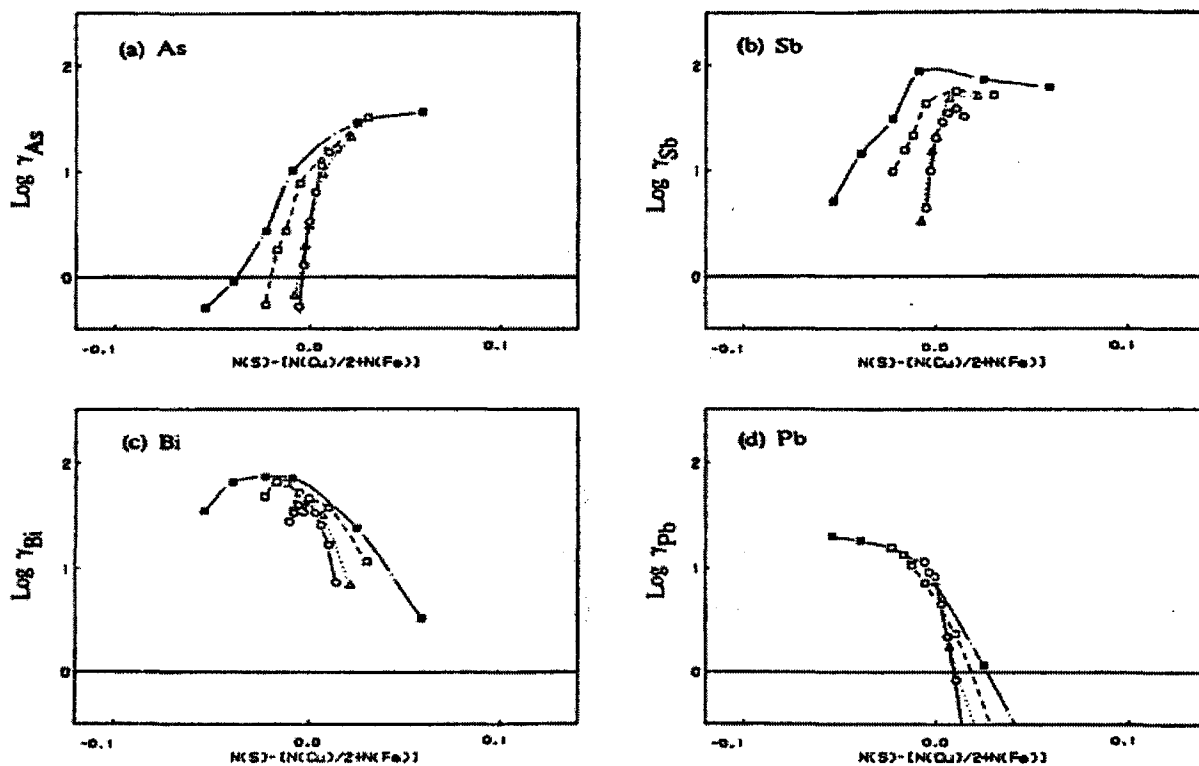 (a) As
2
1
0
Log γAs
-0.1
0.0
0.1
N(S)-[N(Cu)/2+N(Fe)]
(b) Sb
2
1
0
Log γSb
-0.1
0.0
0.1
N(S)-[N(Cu)/2+N(Fe)]
(c) Bi
2
1
0
Log γBi
-0.1
0.0
0.1
N(S)-[N(Cu)/2+N(Fe)]
(d) Pb
2
1
0
Log γPb
-0.1
0.0
0.1
N(S)-[N(Cu)/2+N(Fe)]